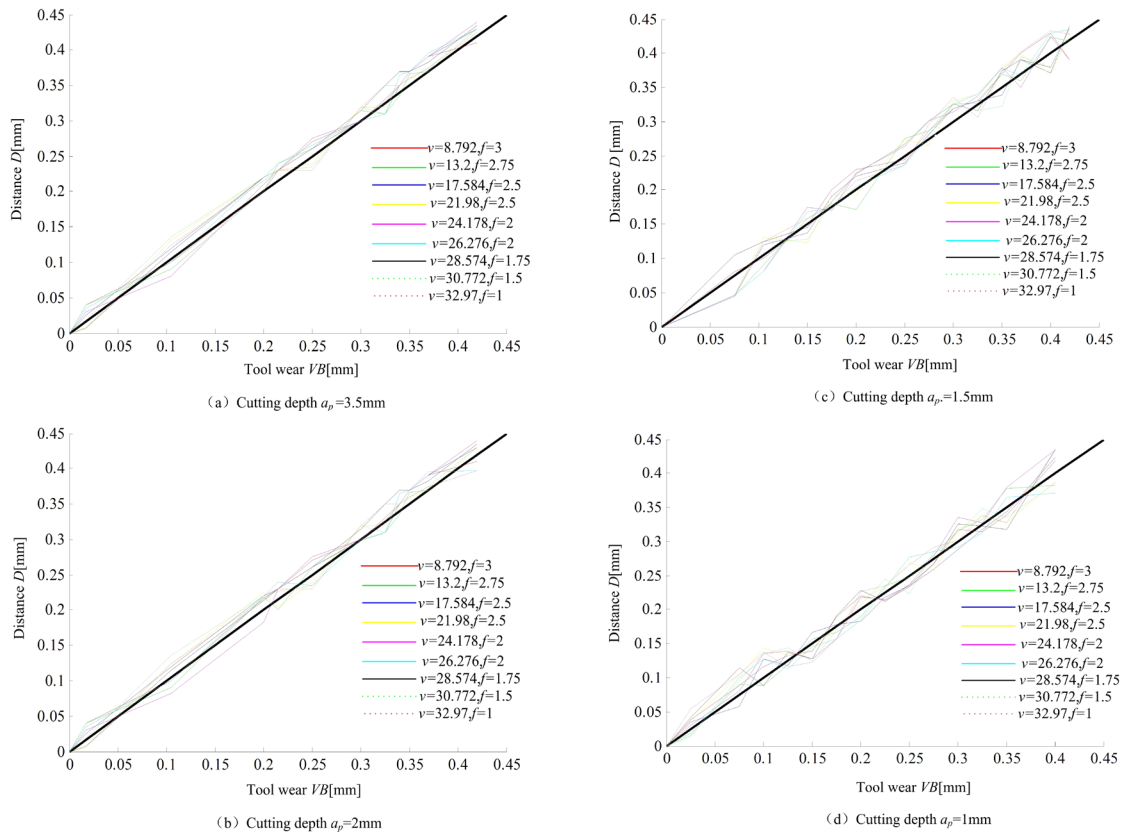 0.45
0.4
0.35
0.3
0.25
0.2
0.15
0.1
0.05
0
Distance D[mm]
v=8.792,f=3
v=13.2,f=2.75
v=17.584,f=2.5
v=21.98,f=2.5
v=24.178,f=2
v=26.276,f=2
v=28.574,f=1.75
v=30.772,f=1.5
v=32.97,f=1
0 0.05 0.1 0.15 0.2 0.25 0.3 0.35 0.40 0.45
Tool wear VB[mm]
（a）Cutting depth ap=3.5mm
0.45
0.4
0.35
0.3
0.25
0.2
0.15
0.1
0.05
0
Distance D[mm]
v=8.792,f=3
v=13.2,f=2.75
v=17.584,f=2.5
v=21.98,f=2.5
v=24.178,f=2
v=26.276,f=2
v=28.574,f=1.75
v=30.772,f=1.5
v=32.97,f=1
0 0.05 0.1 0.15 0.2 0.25 0.3 0.35 0.40 0.45
Tool wear VB[mm]
（b）Cutting depth ap=2mm
0.45
0.4
0.35
0.3
0.25
0.2
0.15
0.1
0.05
0
Distance D[mm]
v=8.792,f=3
v=13.2,f=2.75
v=17.584,f=2.5
v=21.98,f=2.5
v=24.178,f=2
v=26.276,f=2
v=28.574,f=1.75
v=30.772,f=1.5
v=32.97,f=1
0 0.05 0.1 0.15 0.2 0.25 0.3 0.35 0.40 0.45
Tool wear VB[mm]
（c）Cutting depth ap.=1.5mm
0.45
0.4
0.35
0.3
0.25
0.2
0.15
0.1
0.05
0
Distance D[mm]
v=8.792,f=3
v=13.2,f=2.75
v=17.584,f=2.5
v=21.98,f=2.5
v=24.178,f=2
v=26.276,f=2
v=28.574,f=1.75
v=30.772,f=1.5
v=32.97,f=1
0 0.05 0.1 0.15 0.2 0.25 0.3 0.35 0.40 0.45
Tool wear VB[mm]
（d）Cutting depth ap=1mm